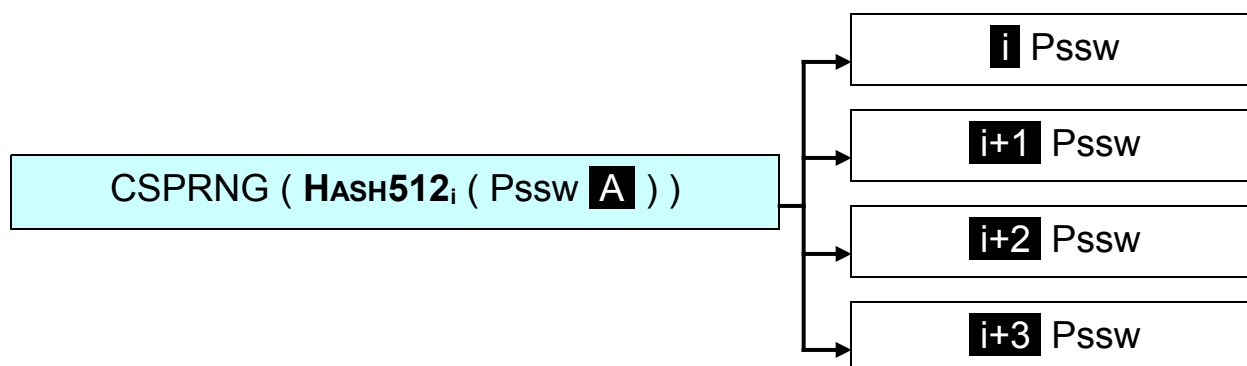 i Pssw
i+1 Pssw
CSPRNG ( HASH512i ( Pssw A ) )
i+2 Pssw
i+3 Pssw